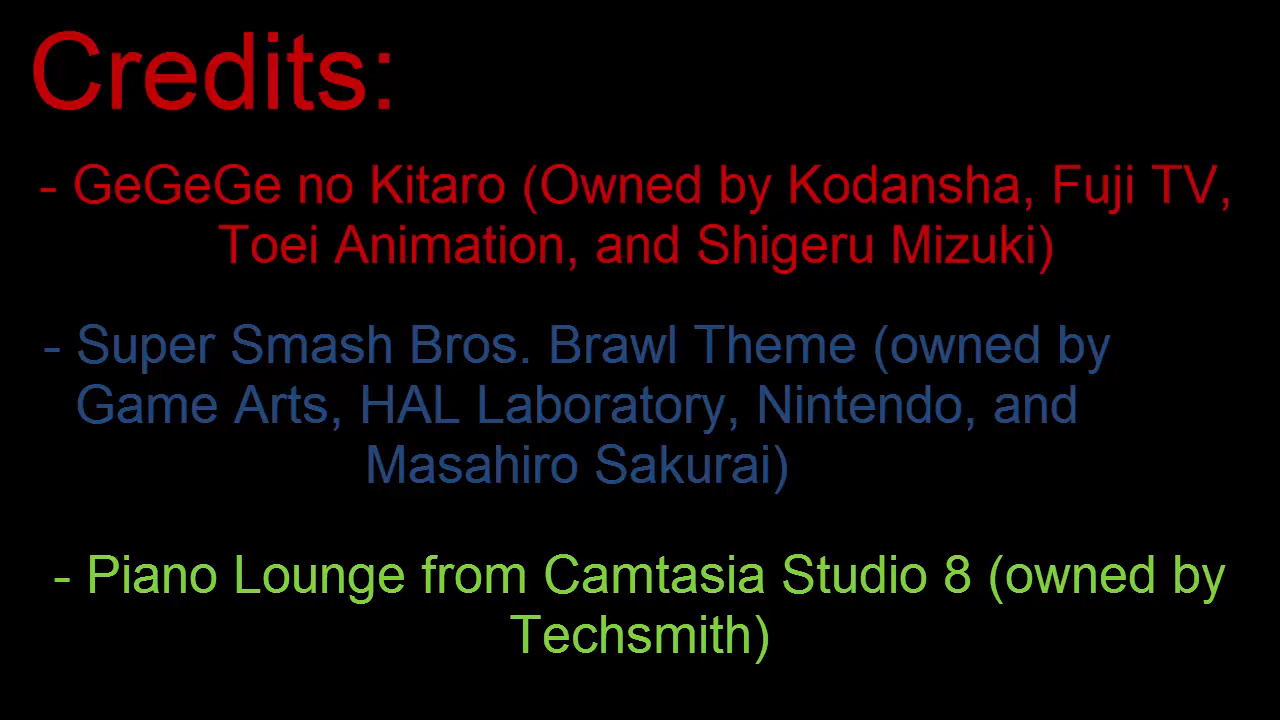 Credits:
- GeGeGe no Kitaro (Owned by Kodansha, Fuji TV,
Toei Animation, and Shigeru Mizuki)
- Super Smash Bros. Brawl Theme (owned by
Game Arts, HAL Laboratory, Nintendo, and
Masahiro Sakurai)
- Piano Lounge from Camtasia Studio 8 (owned by
Techsmith)